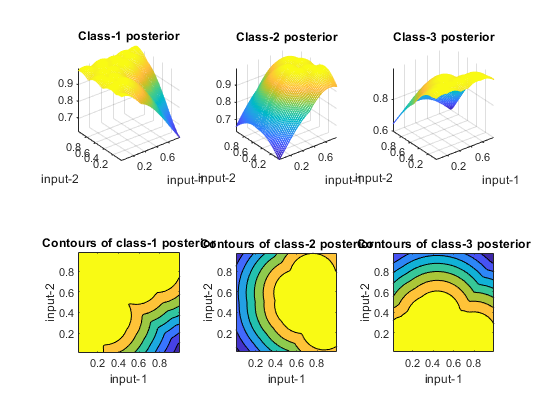 Class-1 posterior Class-2 posterior Class-3 posterior
0.9 0.8 0.7
0.8 0.6 0.4 0.2
0.2 0.6
input-2 input-1
0.9 0.8 0.7 0.6
0.8 0.6 0.4 0.2
0.2 0.6
input-2 input-1
0.8 0.6
0.8 0.6 0.4 0.2
0.2 0.6
input-2 input-1
Contours of class-1 posterior Contours of class-2 posterior Contours of class-3 posterior
input-2
0.8 0.6 0.4 0.2
0.2 0.4 0.6 0.8
input-1
input-2
0.8 0.6 0.4 0.2
0.2 0.4 0.6 0.8
input-1
input-2
0.8 0.6 0.4 0.2
0.2 0.4 0.6 0.8
input-1